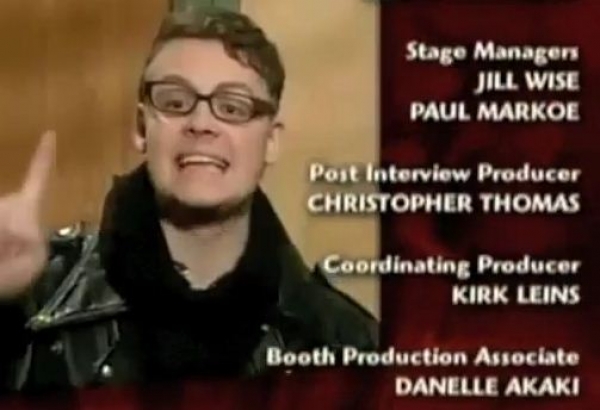 Stage Managers
JILL WISE
PAUL MARKOE
Post Interview Producer
CHRISTOPHER THOMAS
Coordinating Producer
KIRK LEINS
Booth Production Associate
DANELLE AKAKI